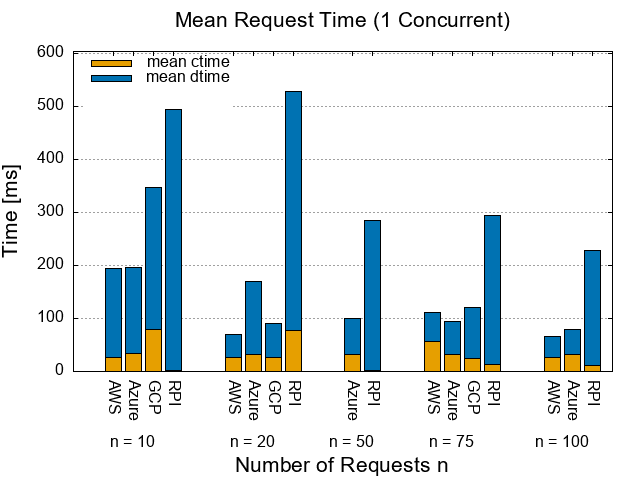 Mean Request Time (1 Concurrent)
600
500
400
300
200
100
0
Time [ms]
mean ctime
mean dtime
AWS Azure GCP RPI AWS Azure GCP RPI Azure RPI AWS Azure GCP RPI AWS Azure RPI
n = 10 n = 20 n = 50 n = 75 n = 100
Number of Requests n